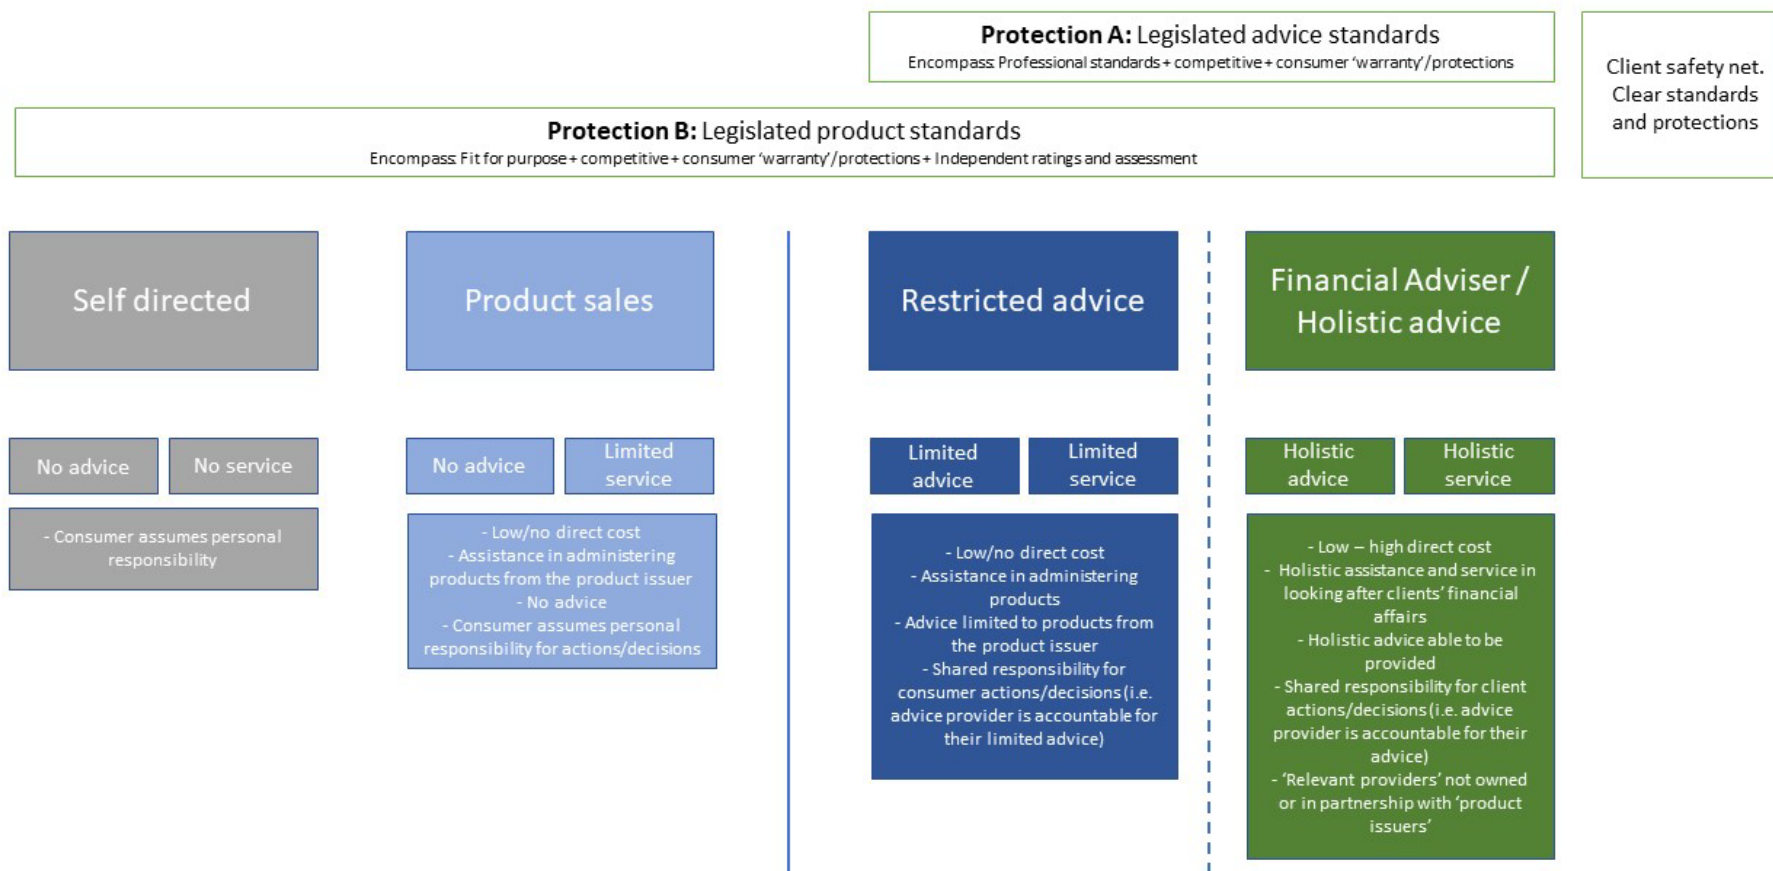 Protection A: Legislated advice standards
Encompass: Professional standards + competitive + consumer ‘warranty’/protections
Client safety net.
Clear standards
and protections
Protection B: Legislated product standards
Encompass: Fit for purpose + competitive + consumer ‘warranty’/protections + Independent ratings and assessment
Self directed
Product sales
Restricted advice
Financial Adviser /
Holistic advice
No advice
No service
No advice
Limited
service
Limited
advice
Limited
service
Holistic
advice
Holistic
service
- Consumer assumes personal
responsibility
- Low/no direct cost
- Assistance in administering
products from the product issuer
- No advice
- Consumer assumes personal
responsibility for actions/decisions
- Low/no direct cost
- Assistance in administering
products
- Advice limited to products from
the product issuer
- Shared responsibility for
consumer actions/decisions (i.e.
advice provider is accountable for
their limited advice)
- Low – high direct cost
- Holistic assistance and service in
looking after clients’ financial
affairs
- Holistic advice able to be
provided
- Shared responsibility for client
actions/decisions (i.e. advice
provider is accountable for their
advice)
- ‘Relevant providers’ not owned
or in partnership with ‘product
issuers’